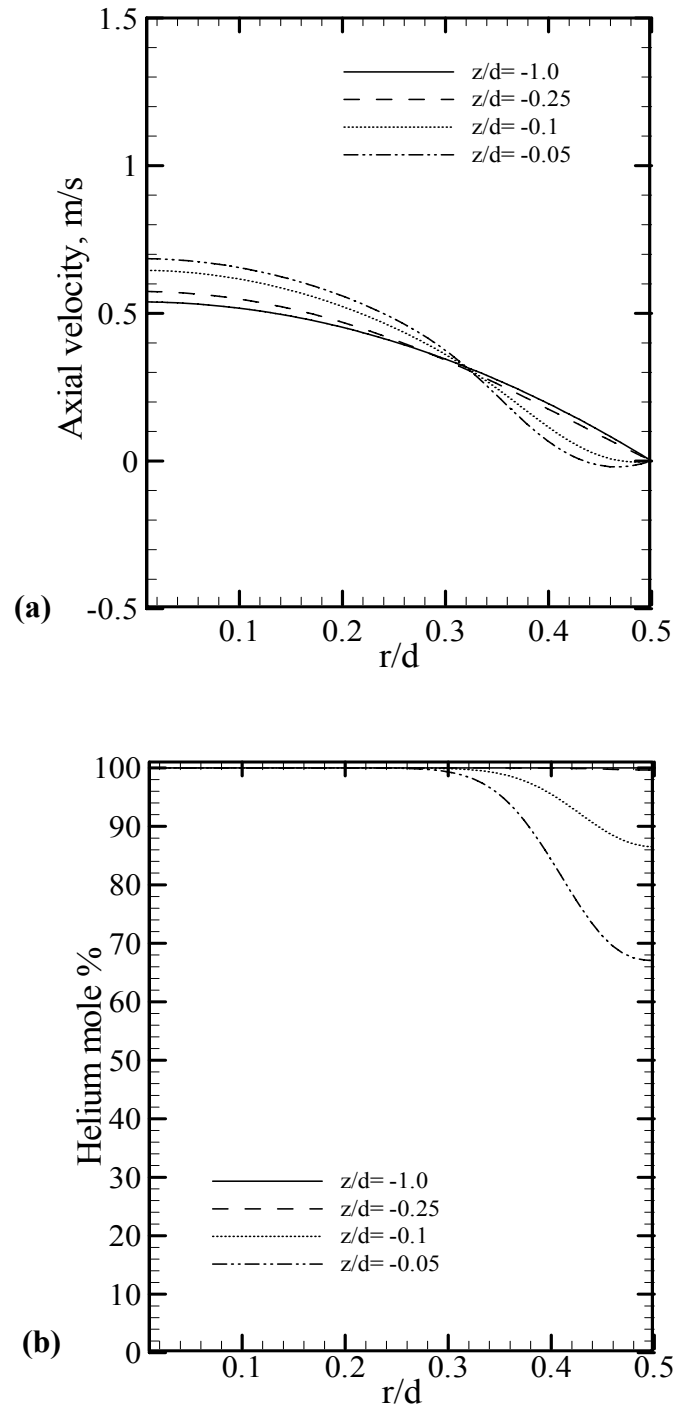 1.5
z/d= -1.0
z/d= -0.25
z/d= -0.1
z/d= -0.05
1
Axial velocity, m/s
0.5
0
(a)
-0.5
0.1 0.2 0.3 0.4 0.5
r/d
100
90
80
70
60
Helium mole %
50
40
30
z/d= -1.0
z/d= -0.25
20
z/d= -0.1
z/d= -0.05
10
(b)
0
0.1 0.2 0.3 0.4 0.5
r/d